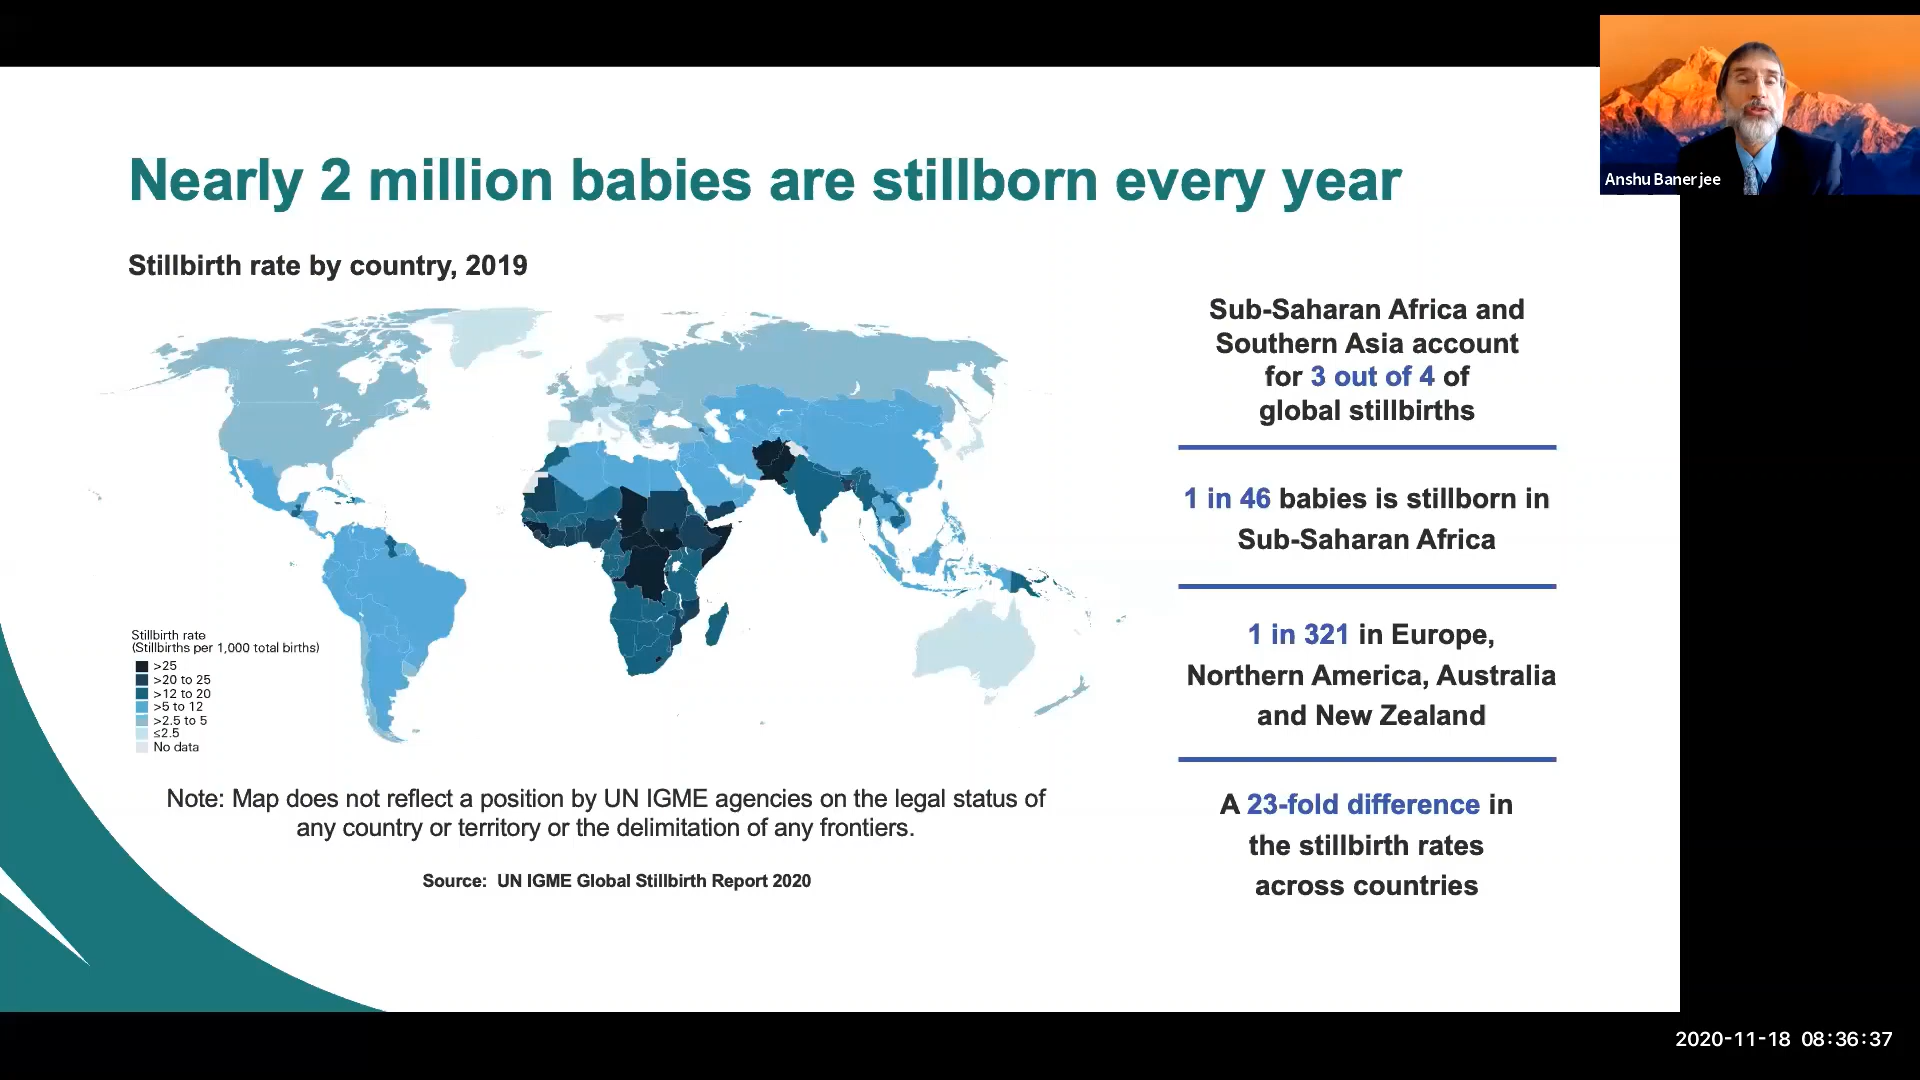 Anshu Banerjee
Nearly 2 million babies are stillborn every year
Stillbirth rate by country, 2019
Stillbirth rate
(Stillbirths per 1,000 total births)
>25
>20 to 25
>12 to 20
>5 to 12
>2.5 to 5
≤2.5
No data
Note: Map does not reflect a position by UN IGME agencies on the legal status of
any country or territory or the delimitation of any frontiers.
Source: UN IGME Global Stillbirth Report 2020
Sub-Saharan Africa and
Southern Asia account
for 3 out of 4 of
global stillbirths
1 in 46 babies is stillborn in
Sub-Saharan Africa
1 in 321 in Europe,
Northern America, Australia
and New Zealand
A 23-fold difference in
the stillbirth rates
across countries
2020-11-18 08:36:37